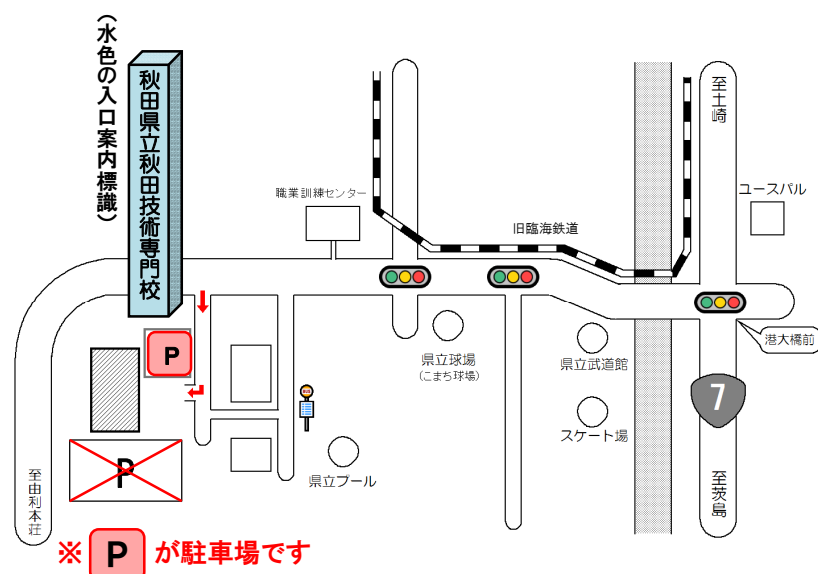 （水色の入口案内標識）
秋田県立秋田技術専門校
職業訓練センター
旧臨海鉄道
至土崎
ユースパル
港大橋前
県立球場
（こまち球場）
県立武道館
7
スケート場
県立プール
BUS
P
P
至由利本荘
至茨島
※ P が駐車場です